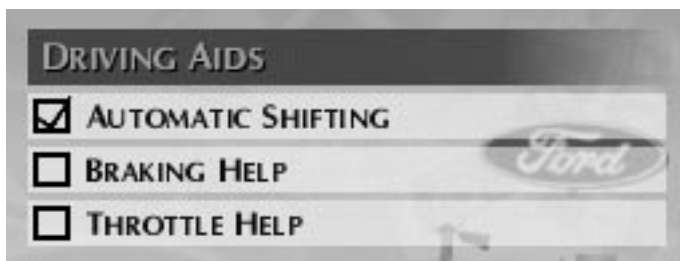 DRIVING AIDS
AUTOMATIC SHIFTING
Ford
BRAKING HELP
THROTTLE HELP